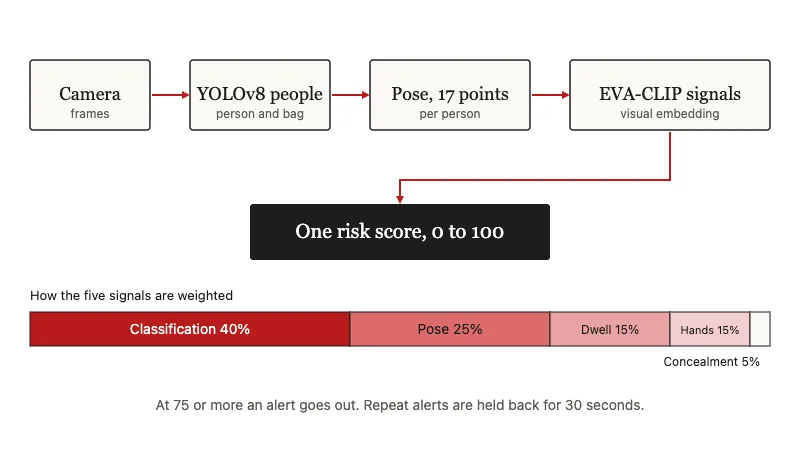 Camera
frames
YOLOv8 people
person and bag
Pose, 17 points
per person
EVA-CLIP signals
visual embedding
One risk score, 0 to 100
How the five signals are weighted
Classification 40%
Pose 25%
Dwell 15%
Hands 15%
Concealment 5%
At 75 or more an alert goes out. Repeat alerts are held back for 30 seconds.